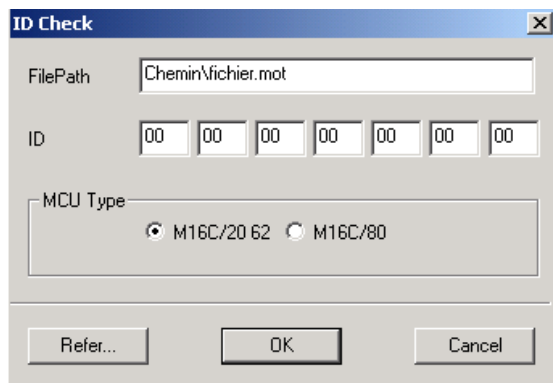 ID Check
FilePath Chemin\fichier.mot
ID 00 00 00 00 00 00 00
MCU Type
M16C/20 62 M16C/80
Refer... OK Cancel